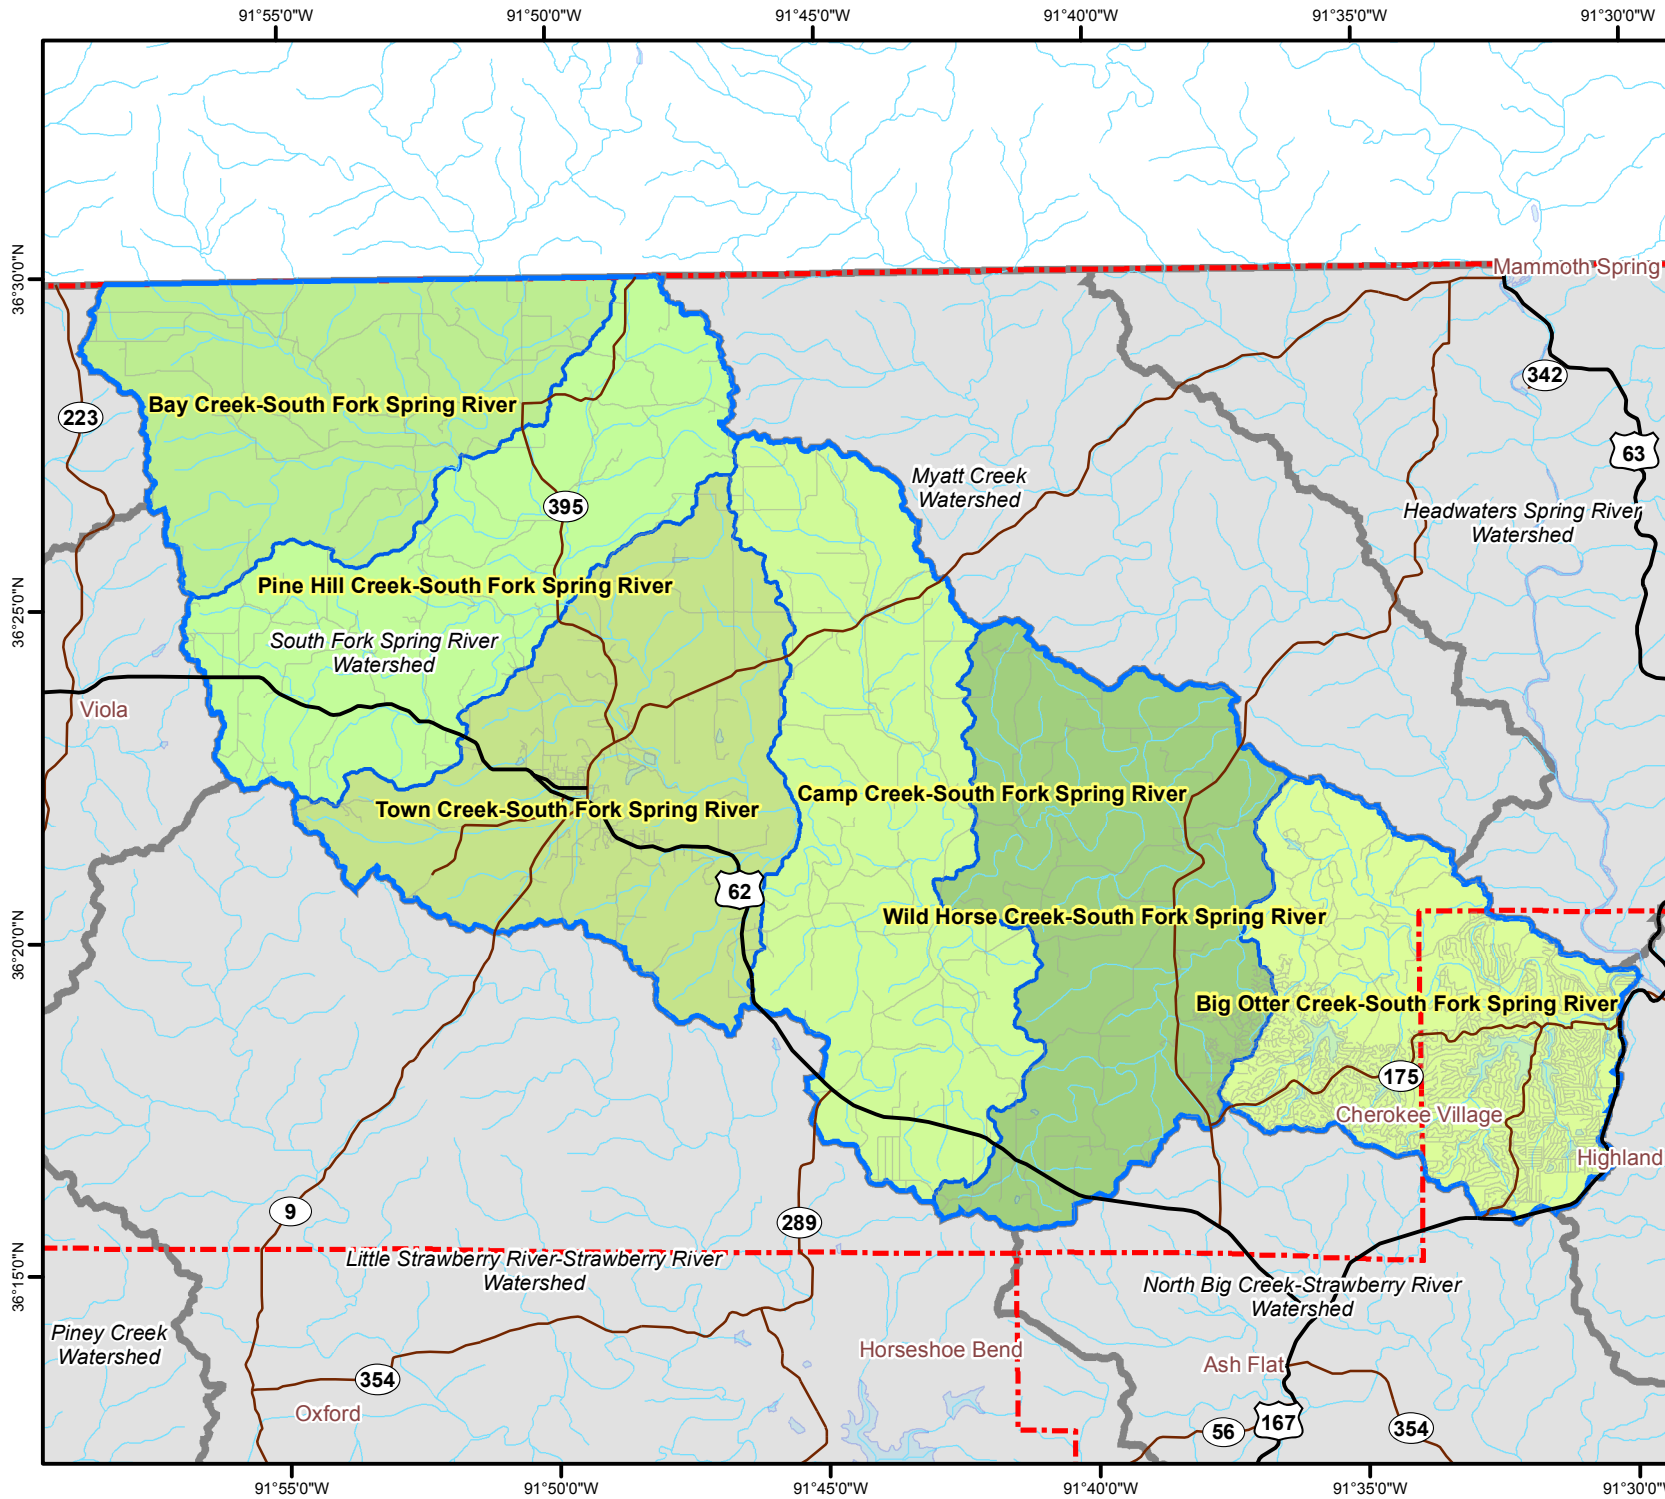 91°55'0"W
91°50'0"W
91°45'0"W
91°40'0"W
91°35'0"W
91°30'0"W
36°30'0"N
Mammoth Spring
342
Bay Creek-South Fork Spring River
223
63
Myatt Creek
Watershed
395
Headwaters Spring River
Watershed
Pine Hill Creek-South Fork Spring River
36°25'0"N
South Fork Spring River
Watershed
Viola
Camp Creek-South Fork Spring River
Town Creek-South Fork Spring River
62
Wild Horse Creek-South Fork Spring River
36°20'0"N
Big Otter Creek-South Fork Spring River
175
Cherokee Village
Highland
9
289
36°15'0"N
Little Strawberry River-Strawberry River
Watershed
North Big Creek-Strawberry River
Watershed
Piney Creek
Watershed
Horseshoe Bend
Ash Flat
354
Oxford
56
167
354
91°55'0"W
91°50'0"W
91°45'0"W
91°40'0"W
91°35'0"W
91°30'0"W